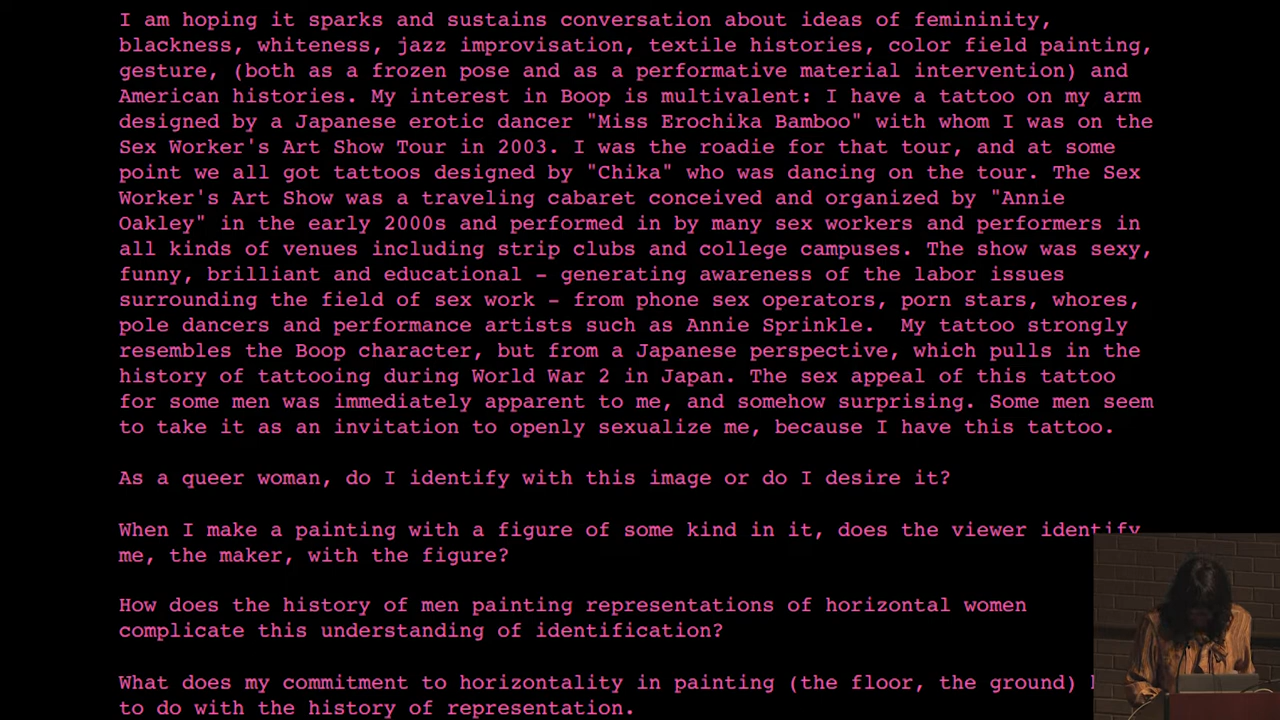 I am hoping it sparks and sustains conversation about ideas of femininity,
blackness, whiteness, jazz improvisation, textile histories, color field painting,
gesture, (both as a frozen pose and as a performative material intervention) and
American histories. My interest in Boop is multivalent: I have a tattoo on my arm
designed by a Japanese erotic dancer "Miss Erochika Bamboo" with whom I was on the
Sex Worker's Art Show Tour in 2003. I was the roadie for that tour, and at some
point we all got tattoos designed by "Chika" who was dancing on the tour. The Sex
Worker's Art Show was a traveling cabaret conceived and organized by "Annie
Oakley" in the early 2000s and performed in by many sex workers and performers in
all kinds of venues including strip clubs and college campuses. The show was sexy,
funny, brilliant and educational – generating awareness of the labor issues
surrounding the field of sex work – from phone sex operators, porn stars, whores,
pole dancers and performance artists such as Annie Sprinkle.  My tattoo strongly
resembles the Boop character, but from a Japanese perspective, which pulls in the
history of tattooing during World War 2 in Japan. The sex appeal of this tattoo
for some men was immediately apparent to me, and somehow surprising. Some men seem
to take it as an invitation to openly sexualize me, because I have this tattoo.
As a queer woman, do I identify with this image or do I desire it?
When I make a painting with a figure of some kind in it, does the viewer identify
me, the maker, with the figure?
How does the history of men painting representations of horizontal women
complicate this understanding of identification?
What does my commitment to horizontality in painting (the floor, the ground)
to do with the history of representation.